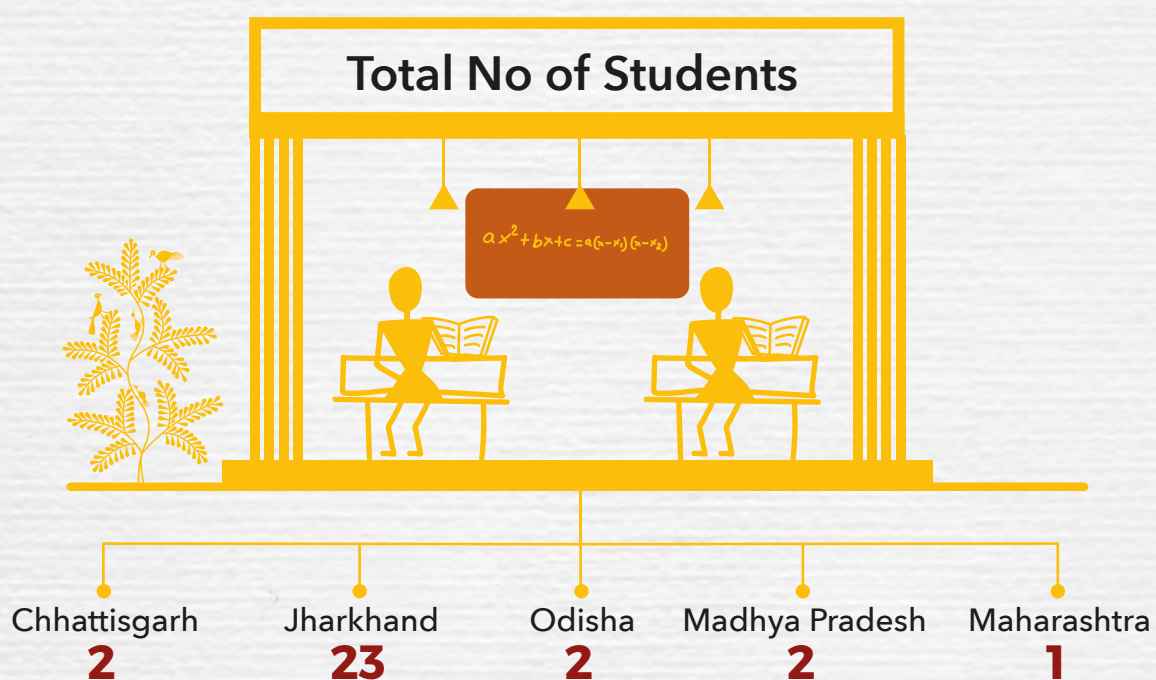 Total No of Students
ax²+bx+c=a(x-x₁)(x-x₂)
Chhattisgarh
2
Jharkhand
23
Odisha
2
Madhya Pradesh
2
Maharashtra
1